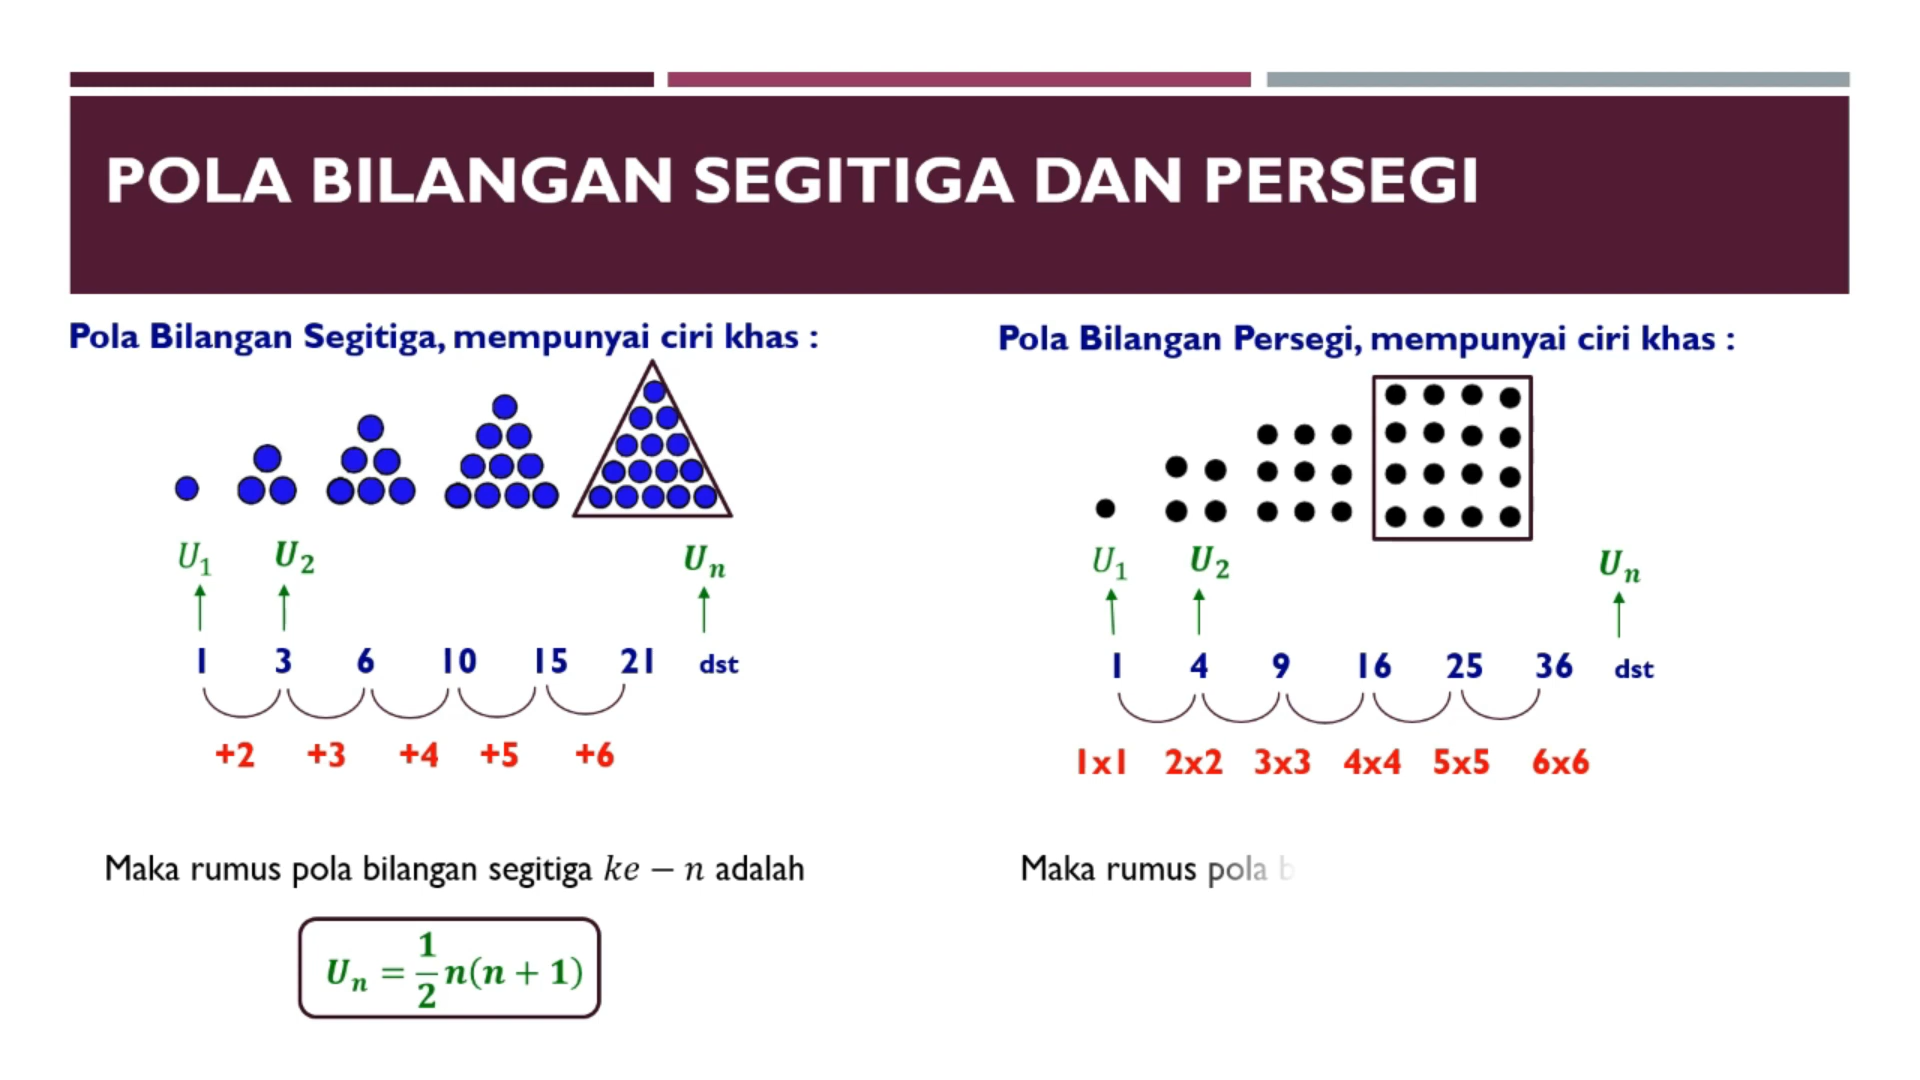 POLA BILANGAN SEGITIGA DAN PERSEGI
Pola Bilangan Segitiga, mempunyai ciri khas :
U₁ U₂ Uₙ
1 3 6 10 15 21 dst
+2 +3 +4 +5 +6
Maka rumus pola bilangan segitiga ke − n adalah
Uₙ = 1/2 n(n + 1)
Pola Bilangan Persegi, mempunyai ciri khas :
U₁ U₂ Uₙ
1 4 9 16 25 36 dst
1x1 2x2 3x3 4x4 5x5 6x6
Maka rumus pola b